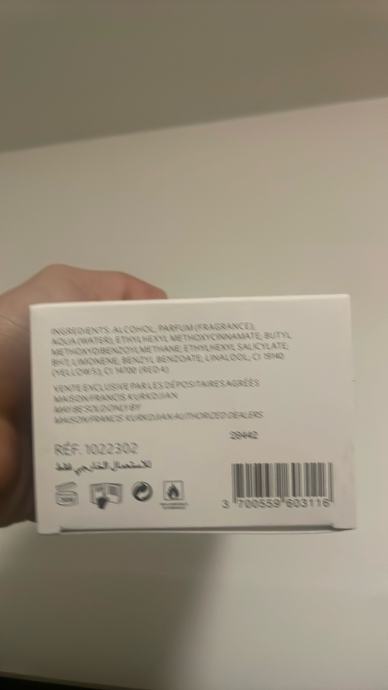 INGREDIENTS: ALCOHOL, PARFUM (FRAGRANCE),
AQUA (WATER), ETHYLHEXYL METHOXYCINNAMATE, BUTYL
METHOXYDIBENZOYLMETHANE, ETHYLHEXYL SALICYLATE,
BHT, LIMONENE, BENZYL BENZOATE, LINALOOL, CI 19140
(YELLOW 5), CI 14700 (RED 4)
VENTE EXCLUSIVE PAR LES DÉPOSITAIRES AGRÉÉS
MAISON FRANCIS KURKDJIAN
MAY BE SOLD ONLY BY
MAISON FRANCIS KURKDJIAN AUTHORIZED DEALERS
29442
RÉF. 1022302
للاستعمال الخارجي فقط
3 700559 603116